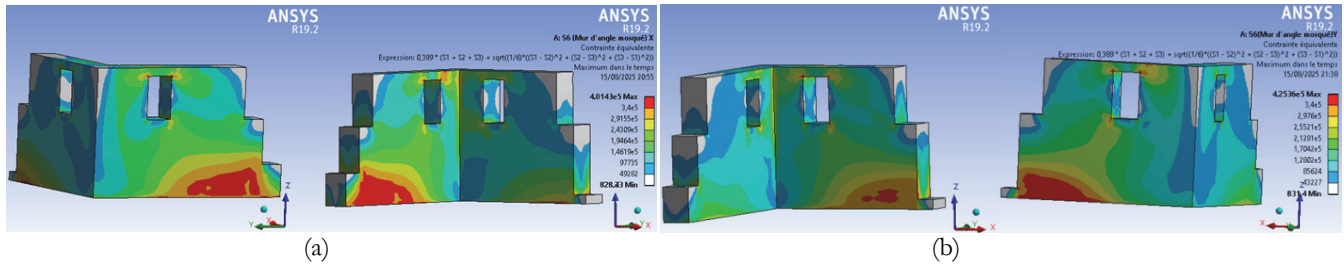 ANSYS
R19.2
ANSYS
R19.2
A: S6 (Mur d'angle mosqué) X
Contrainte équivalente
Expression: 0,389* (S1 + S2 + S3) + sqrt((1/6)*((S1 - S2)^2 + (S2 - S3)^2 + (S3 - S1)^2))
Maximum dans le temps
15/08/2025 20:55
4,0143e5 Max
3,4e5
2,9155e5
2,4309e5
1,9464e5
1,4619e5
97735
49282
828,33 Min
Z
Y
X
Z
Y
X
(a)
ANSYS
R19.2
ANSYS
R19.2
A: S6(Mur d'angle mosqué)Y
Contrainte équivalente
Expression: 0,389* (S1 + S2 + S3) + sqrt((1/6)*((S1 - S2)^2 + (S2 - S3)^2 + (S3 - S1)^2))
Maximum dans le temps
15/08/2025 21:38
4,2536e5 Max
3,4e5
2,976e5
2,5521e5
2,1281e5
1,7042e5
1,2802e5
85624
43227
831,4 Min
Z
Y
X
Z
X
(b)